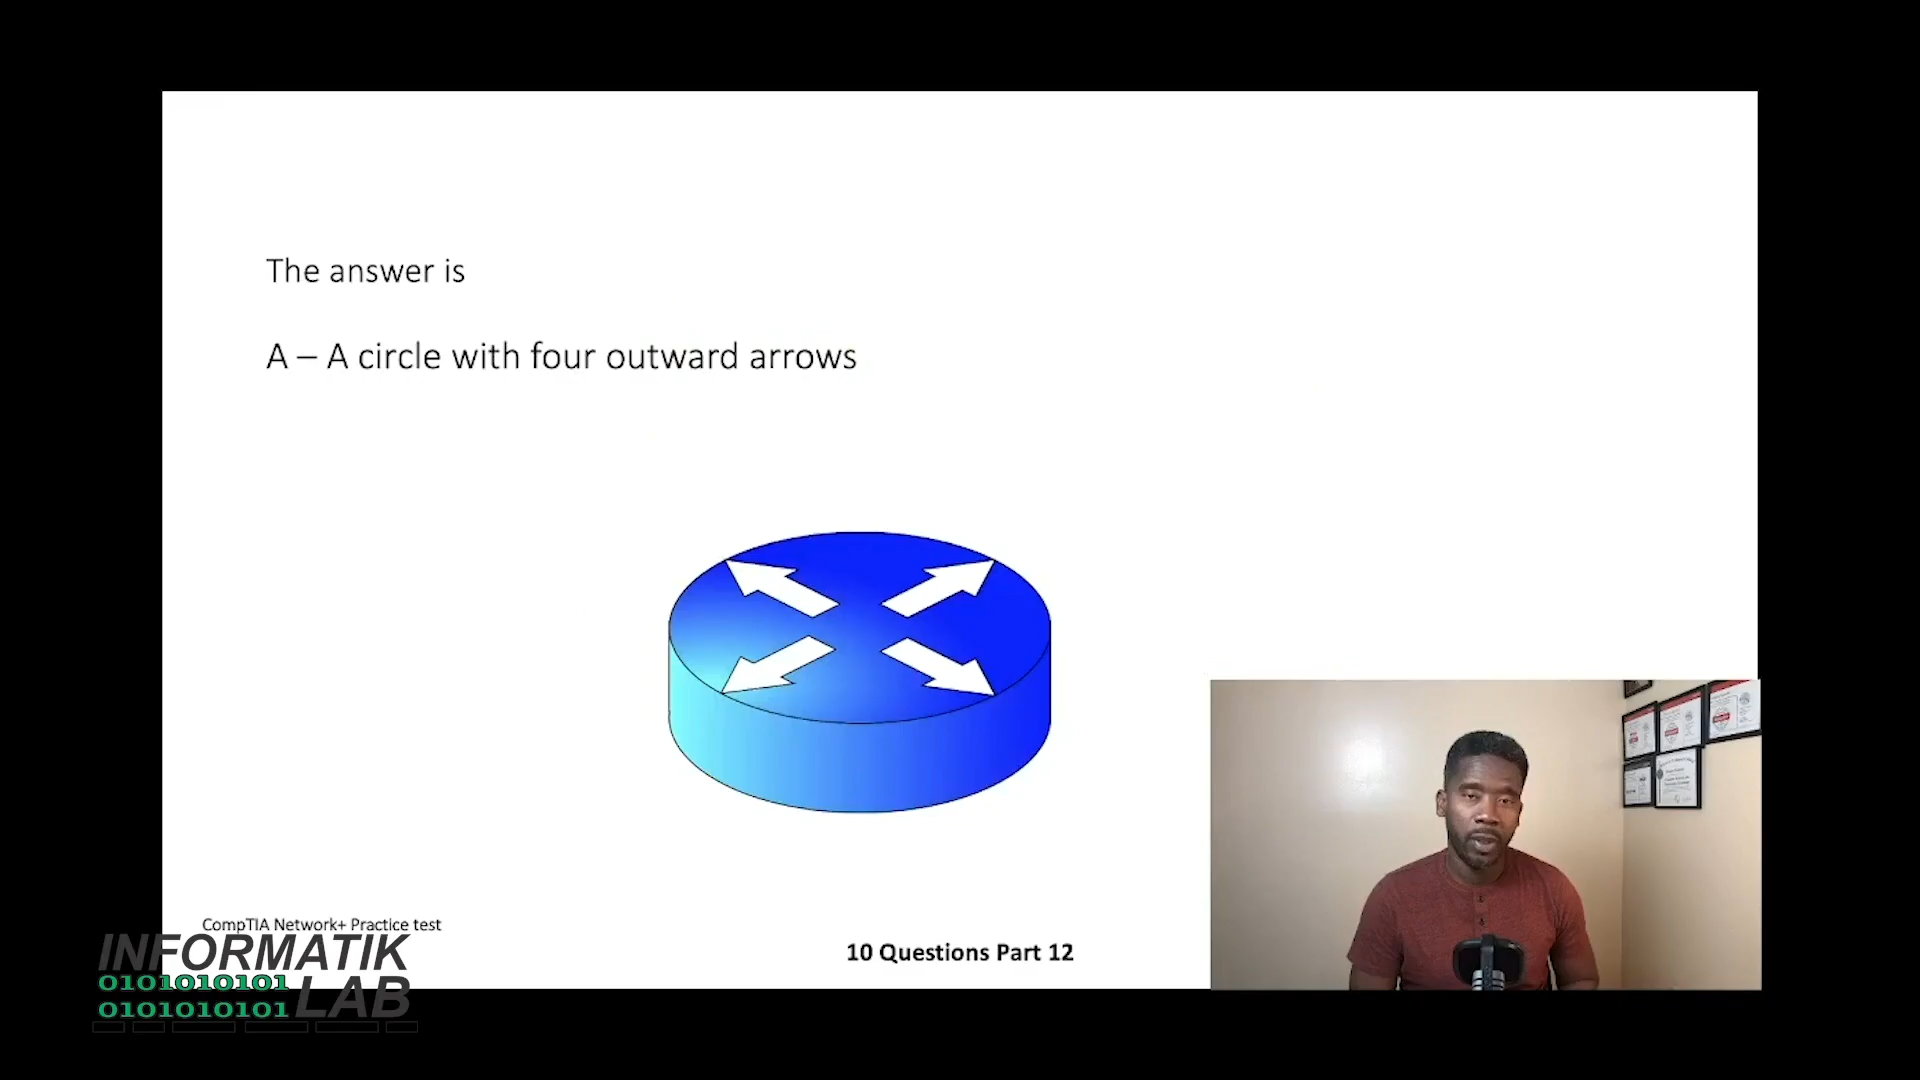 The answer is
A – A circle with four outward arrows
CompTIA Network+ Practice test
INFORMATIK
0101010101
LAB
0101010101
10 Questions Part 12